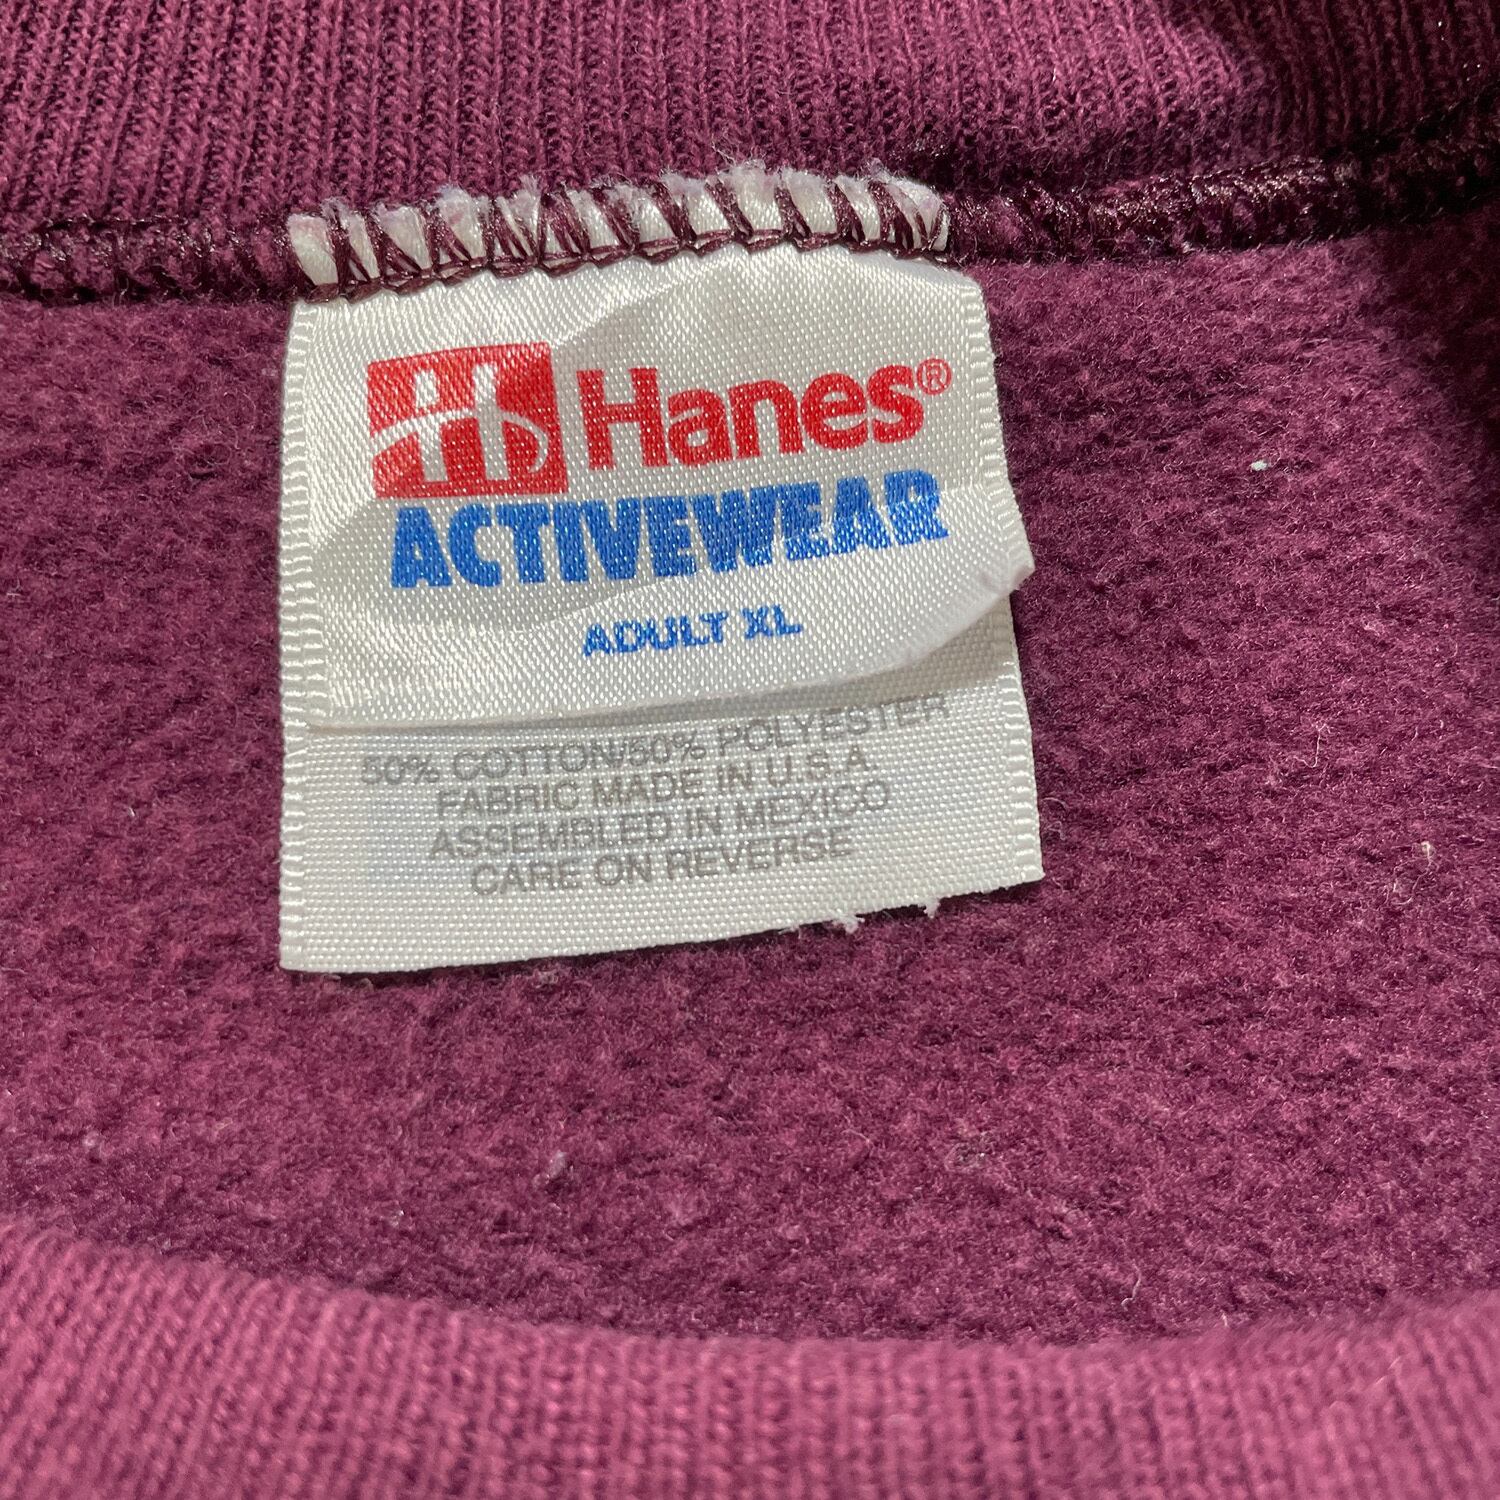 Hanes®
ACTIVEWEAR
ADULT XL
50% COTTON/50% POLYESTER
FABRIC MADE IN U.S.A
ASSEMBLED IN MEXICO
CARE ON REVERSE